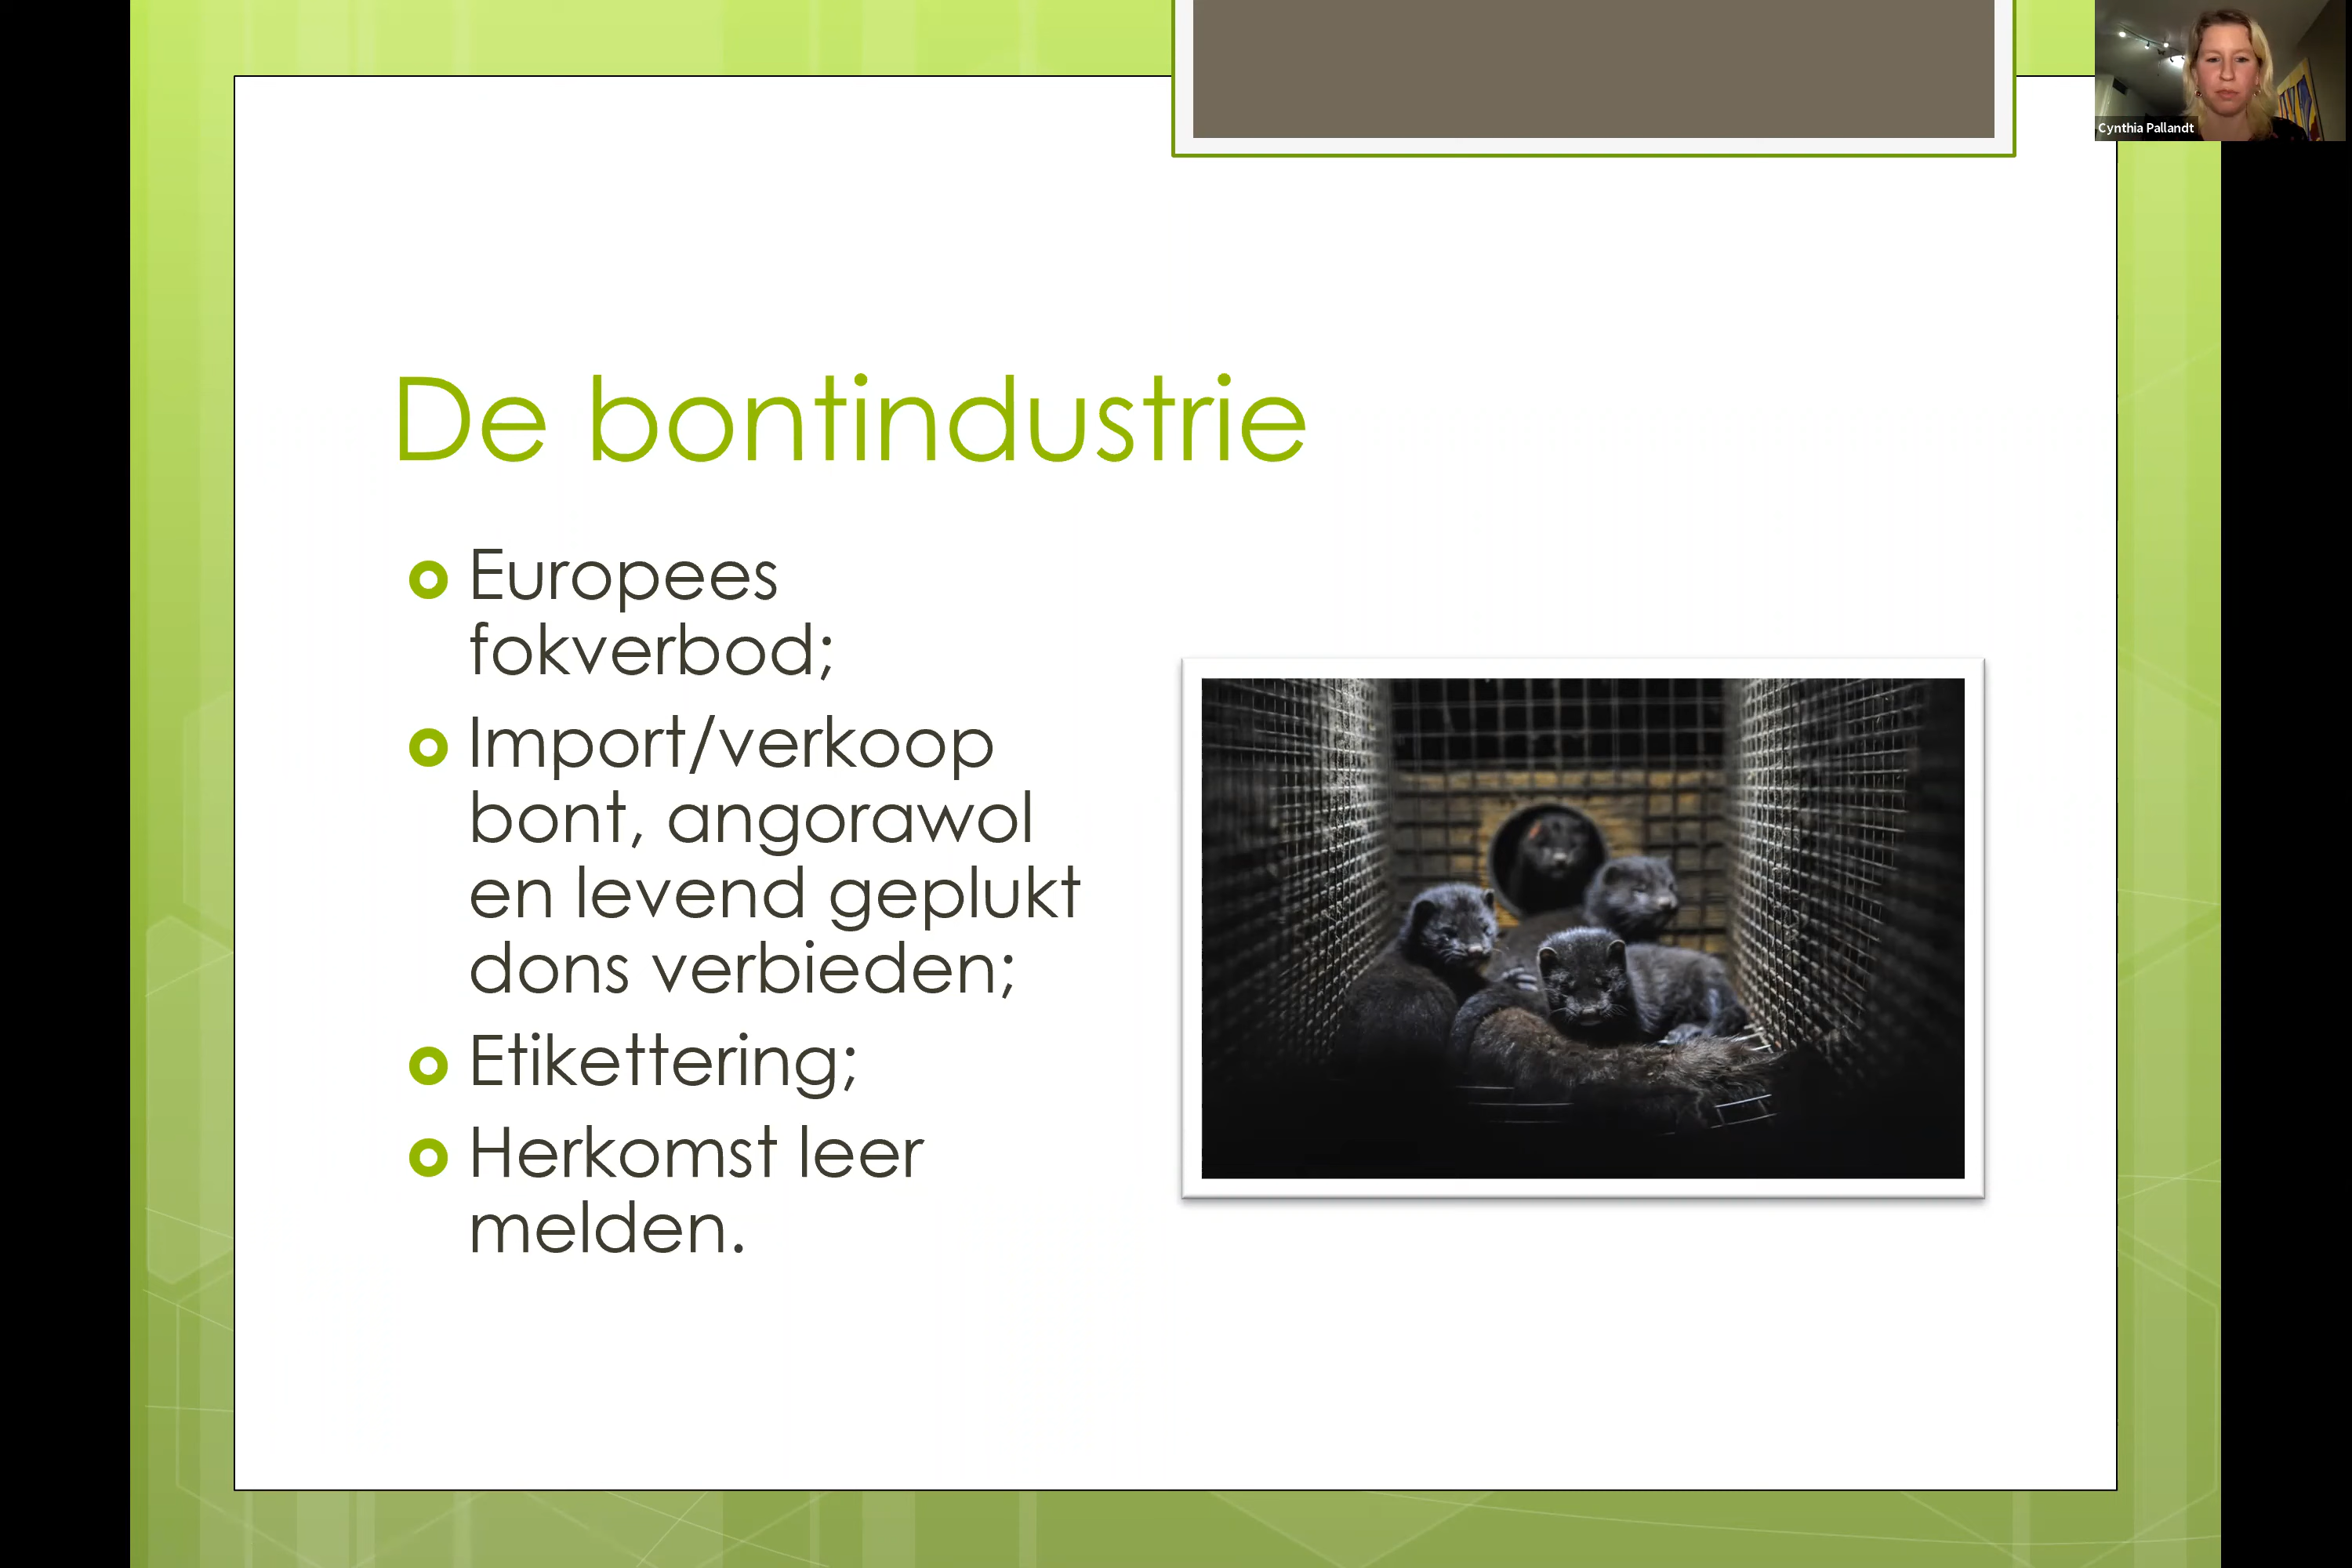 Cynthia Pallandt
De bontindustrie
Europees
fokverbod;
Import/verkoop
bont, angorawol
en levend geplukt
dons verbieden;
Etikettering;
Herkomst leer
melden.